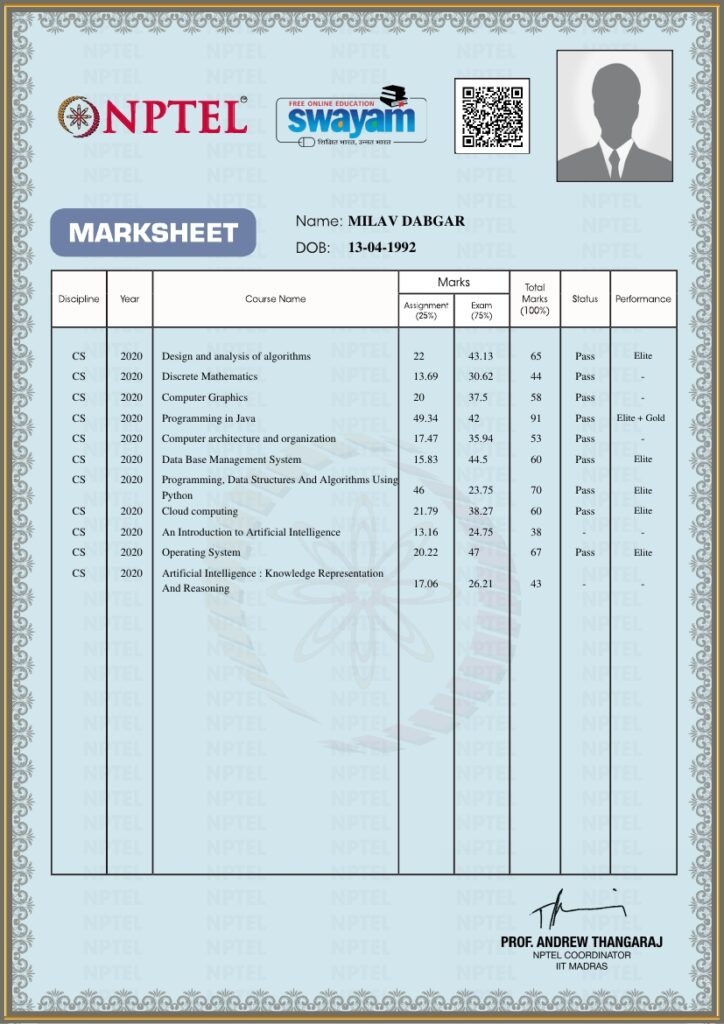 NPTEL
FREE ONLINE EDUCATION
swayam
शिक्षित भारत, उन्नत भारत
MARKSHEET
Name: MILAV DABGAR
DOB: 13-04-1992
Discipline Year Course Name Marks Total Marks (100%) Status Performance
Assignment (25%) Exam (75%)
CS 2020 Design and analysis of algorithms 22 43.13 65 Pass Elite
CS 2020 Discrete Mathematics 13.69 30.62 44 Pass -
CS 2020 Computer Graphics 20 37.5 58 Pass -
CS 2020 Programming in Java 49.34 42 91 Pass Elite + Gold
CS 2020 Computer architecture and organization 17.47 35.94 53 Pass -
CS 2020 Data Base Management System 15.83 44.5 60 Pass Elite
CS 2020 Programming, Data Structures And Algorithms Using
Python 46 23.75 70 Pass Elite
CS 2020 Cloud computing 21.79 38.27 60 Pass Elite
CS 2020 An Introduction to Artificial Intelligence 13.16 24.75 38 - -
CS 2020 Operating System 20.22 47 67 Pass Elite
CS 2020 Artificial Intelligence : Knowledge Representation
And Reasoning 17.06 26.21 43 - -
PROF. ANDREW THANGARAJ
NPTEL COORDINATOR
IIT MADRAS